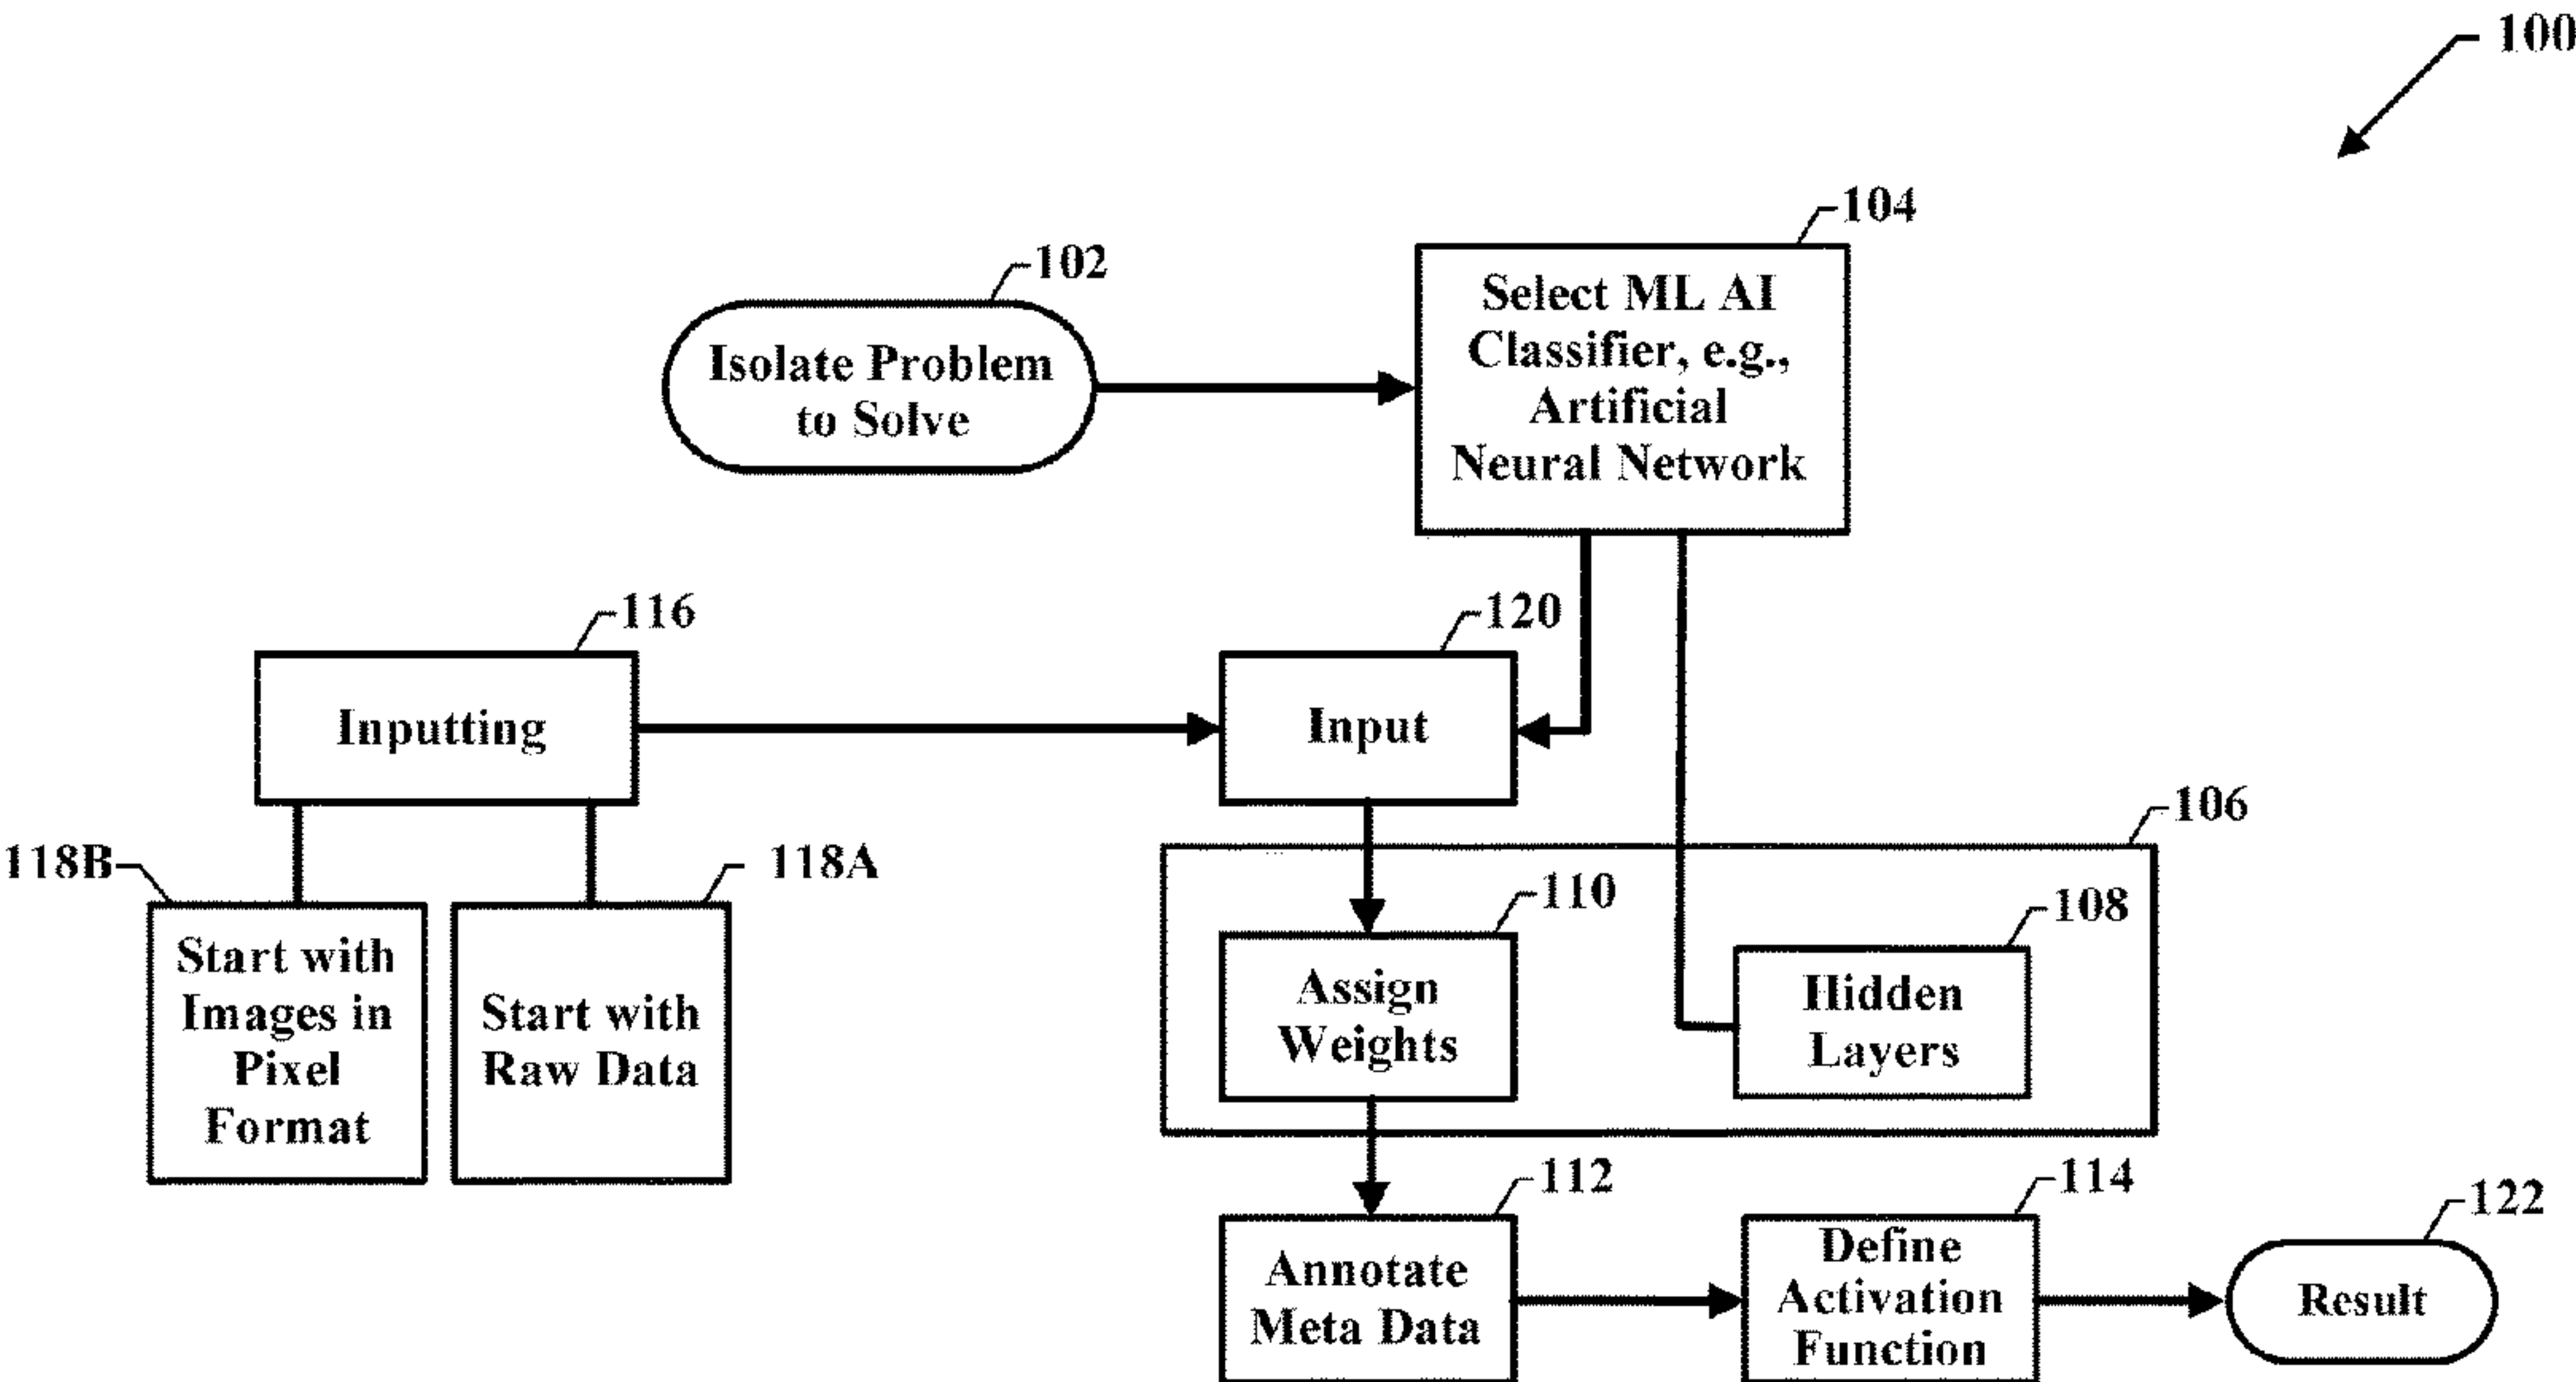 100
104
102
Select ML AI
Classifier, e.g.,
Artificial
Neural Network
Isolate Problem
to Solve
116
120
Inputting
Input
106
118B
118A
110
108
Start with
Images in
Pixel
Format
Start with
Raw Data
Assign
Weights
Hidden
Layers
112
114
122
Annotate
Meta Data
Define
Activation
Function
Result